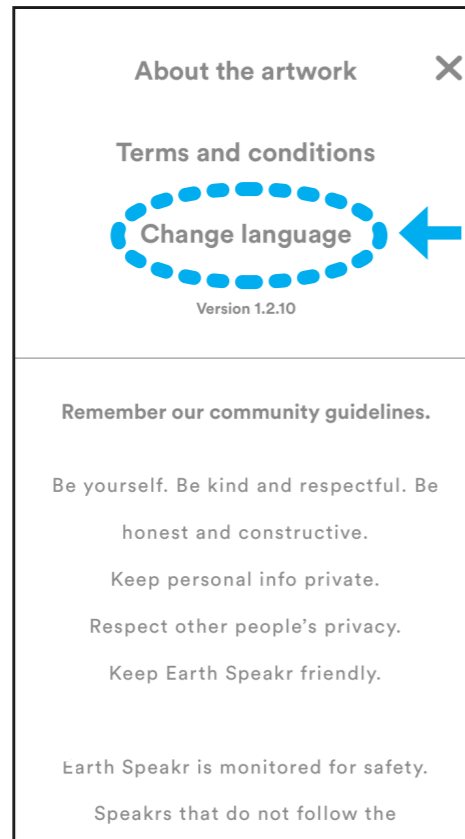 About the artwork
Terms and conditions
Change language
Version 1.2.10
Remember our community guidelines.
Be yourself. Be kind and respectful. Be
honest and constructive.
Keep personal info private.
Respect other people’s privacy.
Keep Earth Speakr friendly.
Earth Speakr is monitored for safety.
Speakrs that do not follow the